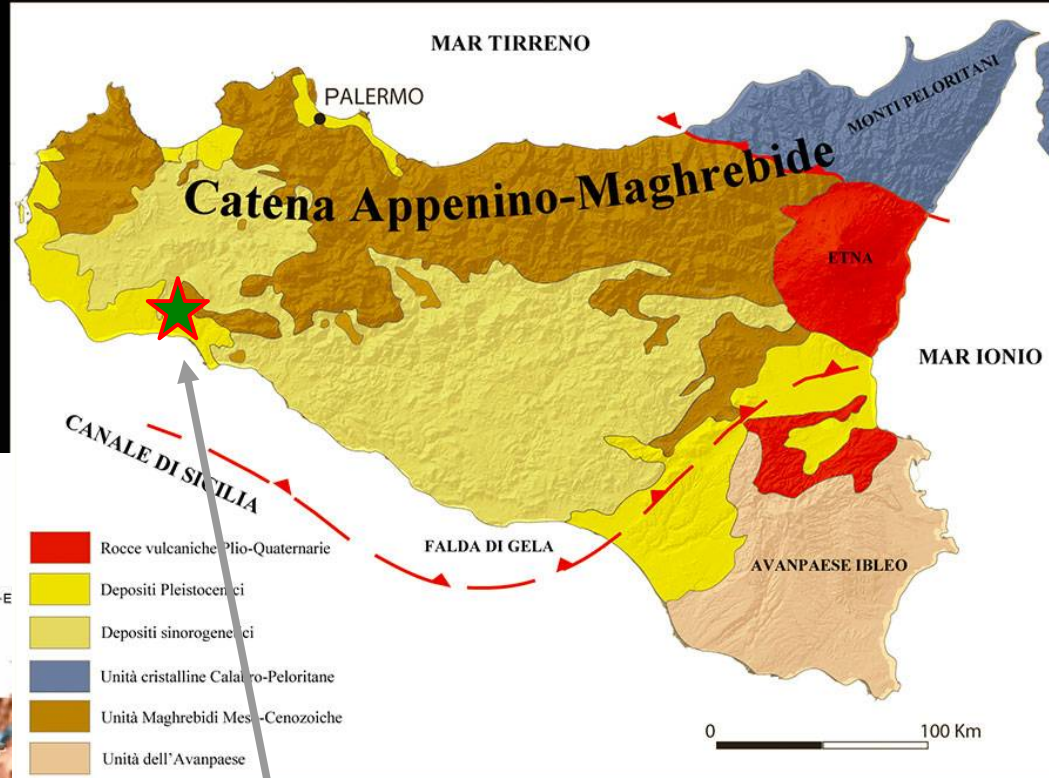 MAR TIRRENO
PALERMO
MONTI PELORITANI
Catena Appenino-Maghrebide
ETNA
MAR IONIO
CANALE DI SICILIA
FALDA DI GELA
AVANPAESE IBLEO
Rocce vulcaniche Plio-Quaternarie
Depositi Pleistocenici
Depositi sinorogenetici
Unità cristalline Calabro-Peloritane
Unità Maghrebidi Meso-Cenozoiche
Unità dell'Avanpaese
0 100 Km
-E